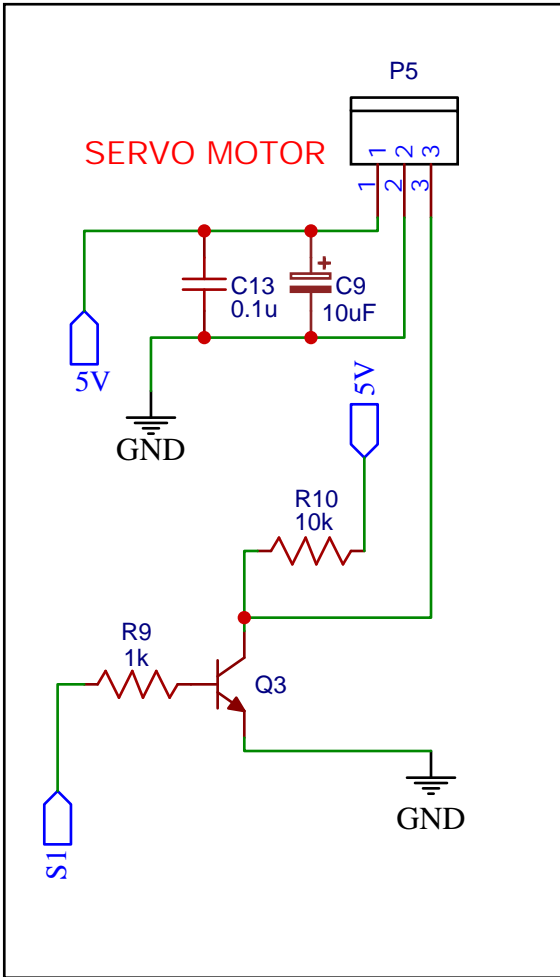 P5
SERVO MOTOR
1 2 3
1 2 3
C13
0.1u
C9
10uF
+
5V
GND
5V
R10
10k
R9
1k
Q3
S1
GND